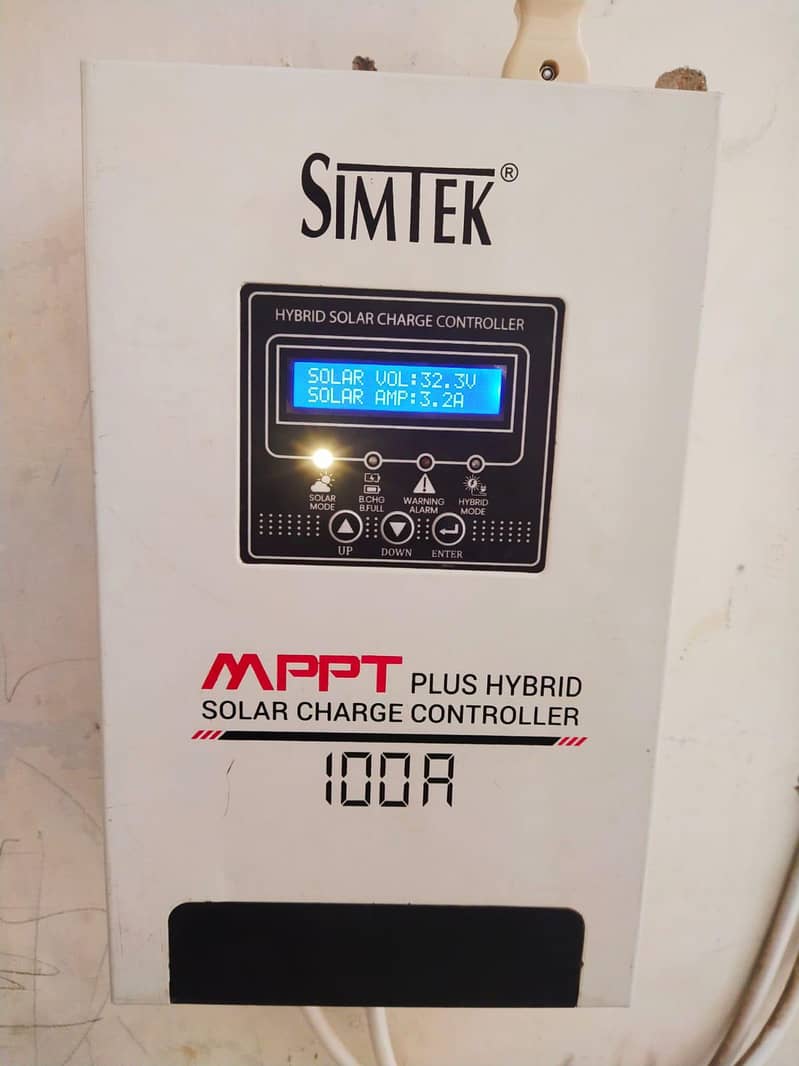 SIMTEK®
HYBRID SOLAR CHARGE CONTROLLER
SOLAR VOL:32.3V
SOLAR AMP:3.2A
SOLAR MODE
B.CHG B.FULL
WARNING ALARM
HYBRID MODE
UP DOWN ENTER
MPPT PLUS HYBRID
SOLAR CHARGE CONTROLLER
100A